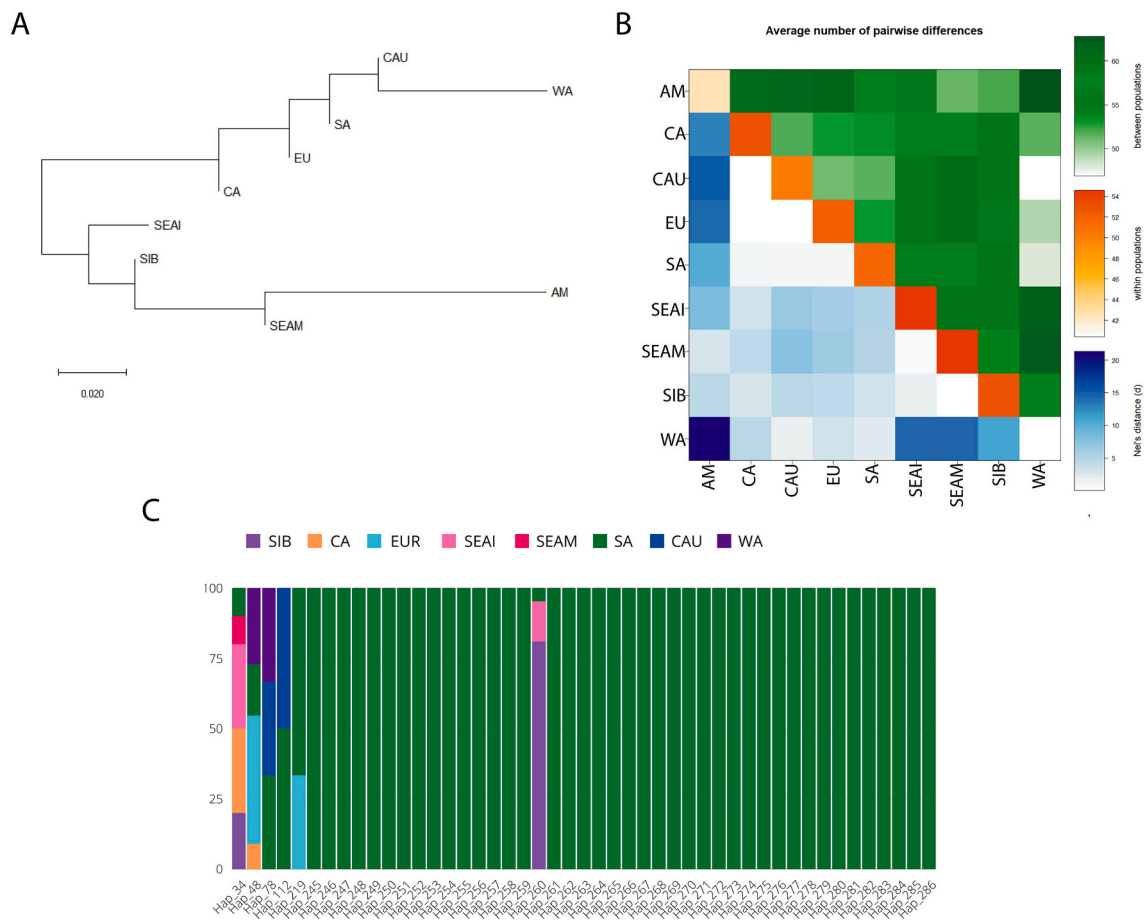 A
CAU
WA
SA
EU
CA
SEAI
SIB
AM
SEAM
0.020
B
Average number of pairwise differences
AM
CA
CAU
EU
SA
SEAI
SEAM
SIB
WA
AM
CA
CAU
EU
SA
SEAI
SEAM
SIB
WA
60
55
50
between populations
54
52
50
48
46
44
42
within populations
20
15
10
5
Nei's distance (d)
C
SIB CA EUR SEAI SEAM SA CAU WA
100
75
50
25
0
Hap_34
Hap_48
Hap_78
Hap_112
Hap_219
Hap_245
Hap_246
Hap_247
Hap_248
Hap_249
Hap_250
Hap_251
Hap_252
Hap_253
Hap_254
Hap_255
Hap_256
Hap_257
Hap_258
Hap_259
Hap_260
Hap_261
Hap_262
Hap_263
Hap_264
Hap_265
Hap_266
Hap_267
Hap_268
Hap_269
Hap_270
Hap_271
Hap_272
Hap_273
Hap_274
Hap_275
Hap_276
Hap_277
Hap_278
Hap_279
Hap_280
Hap_281
Hap_282
Hap_283
Hap_284
Hap_285
Hap_286